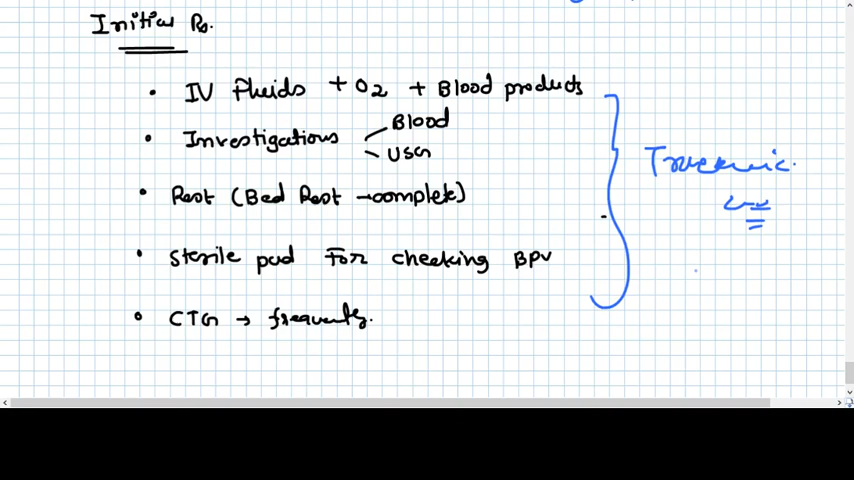 Initial Rx.
• IV fluids + O2 + Blood products
• Investigations
Blood
USG
• Rest (Bed Rest → complete)
• Sterile pad for checking BPV
• CTG → frequently.